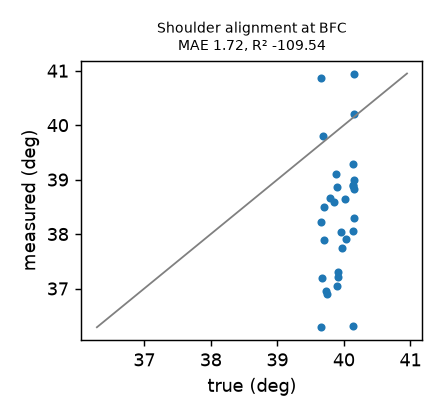 Shoulder alignment at BFC
MAE 1.72, R² -109.54
measured (deg)
41
40
39
38
37
37 38 39 40 41
true (deg)